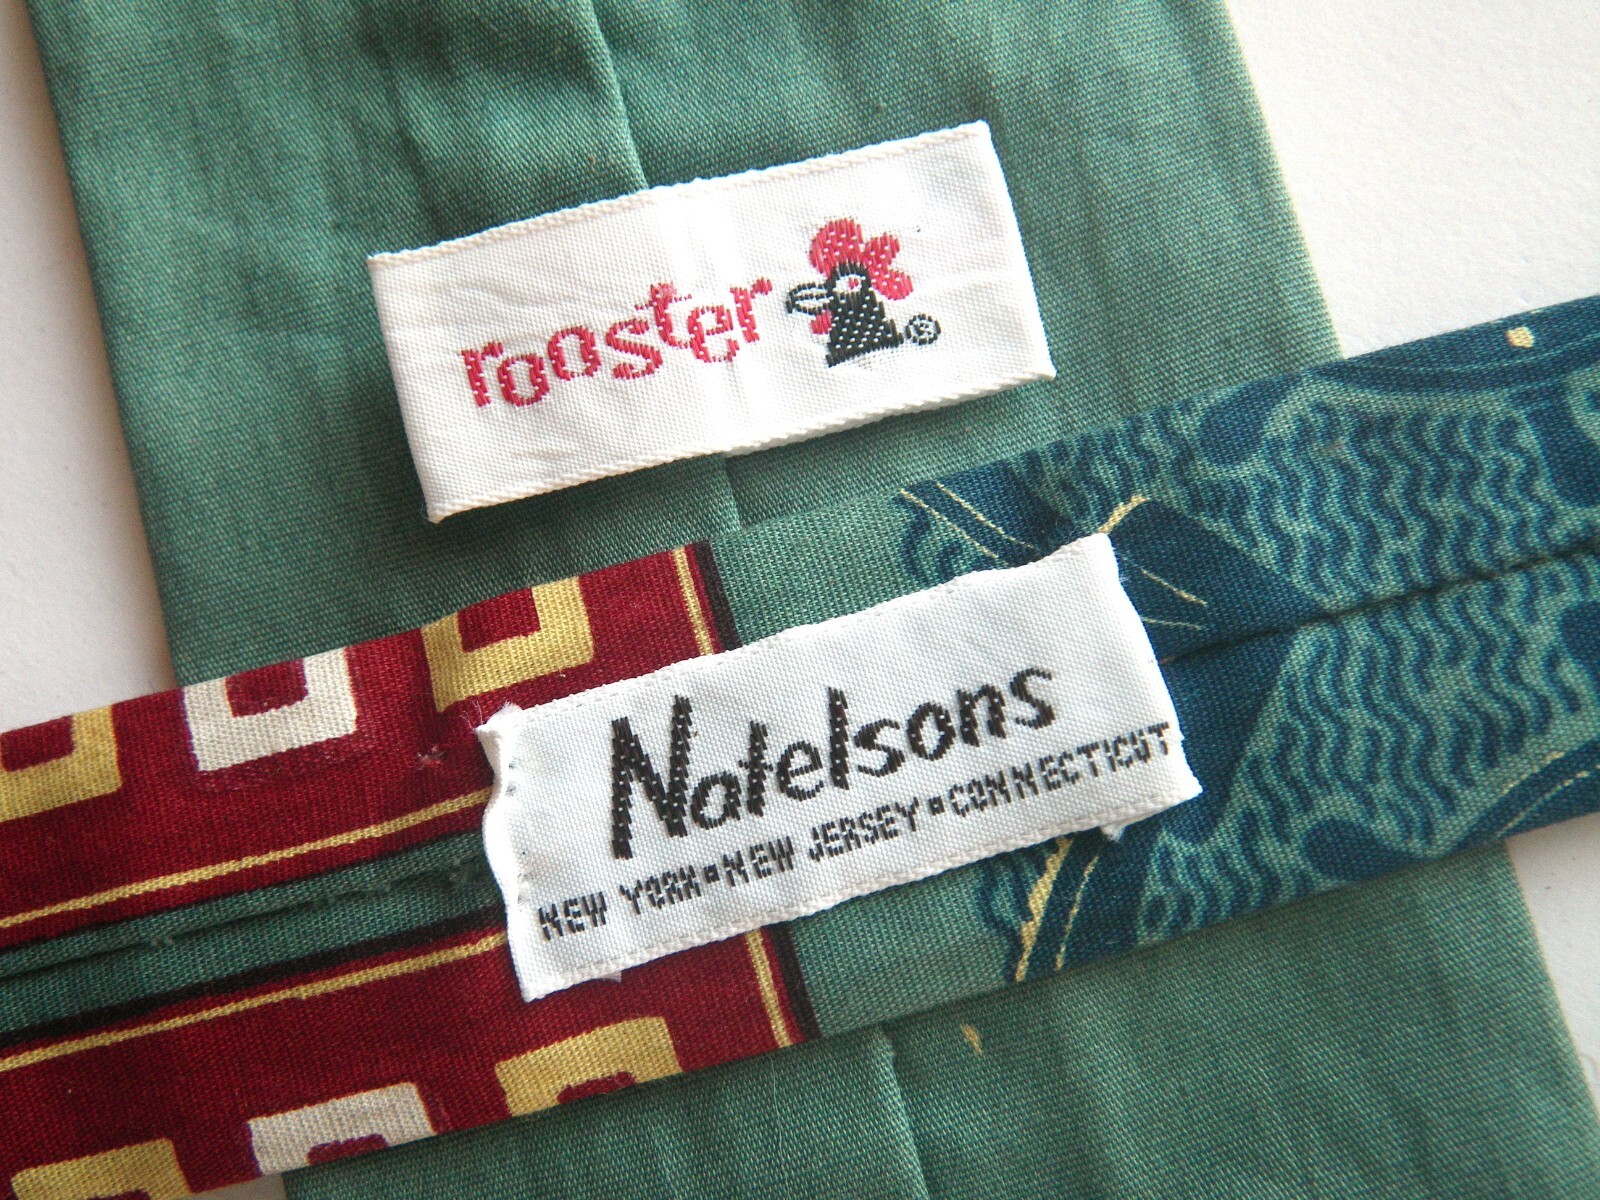 rooster ®
Natelsons
NEW YORK▪NEW JERSEY▪CONNECTICUT